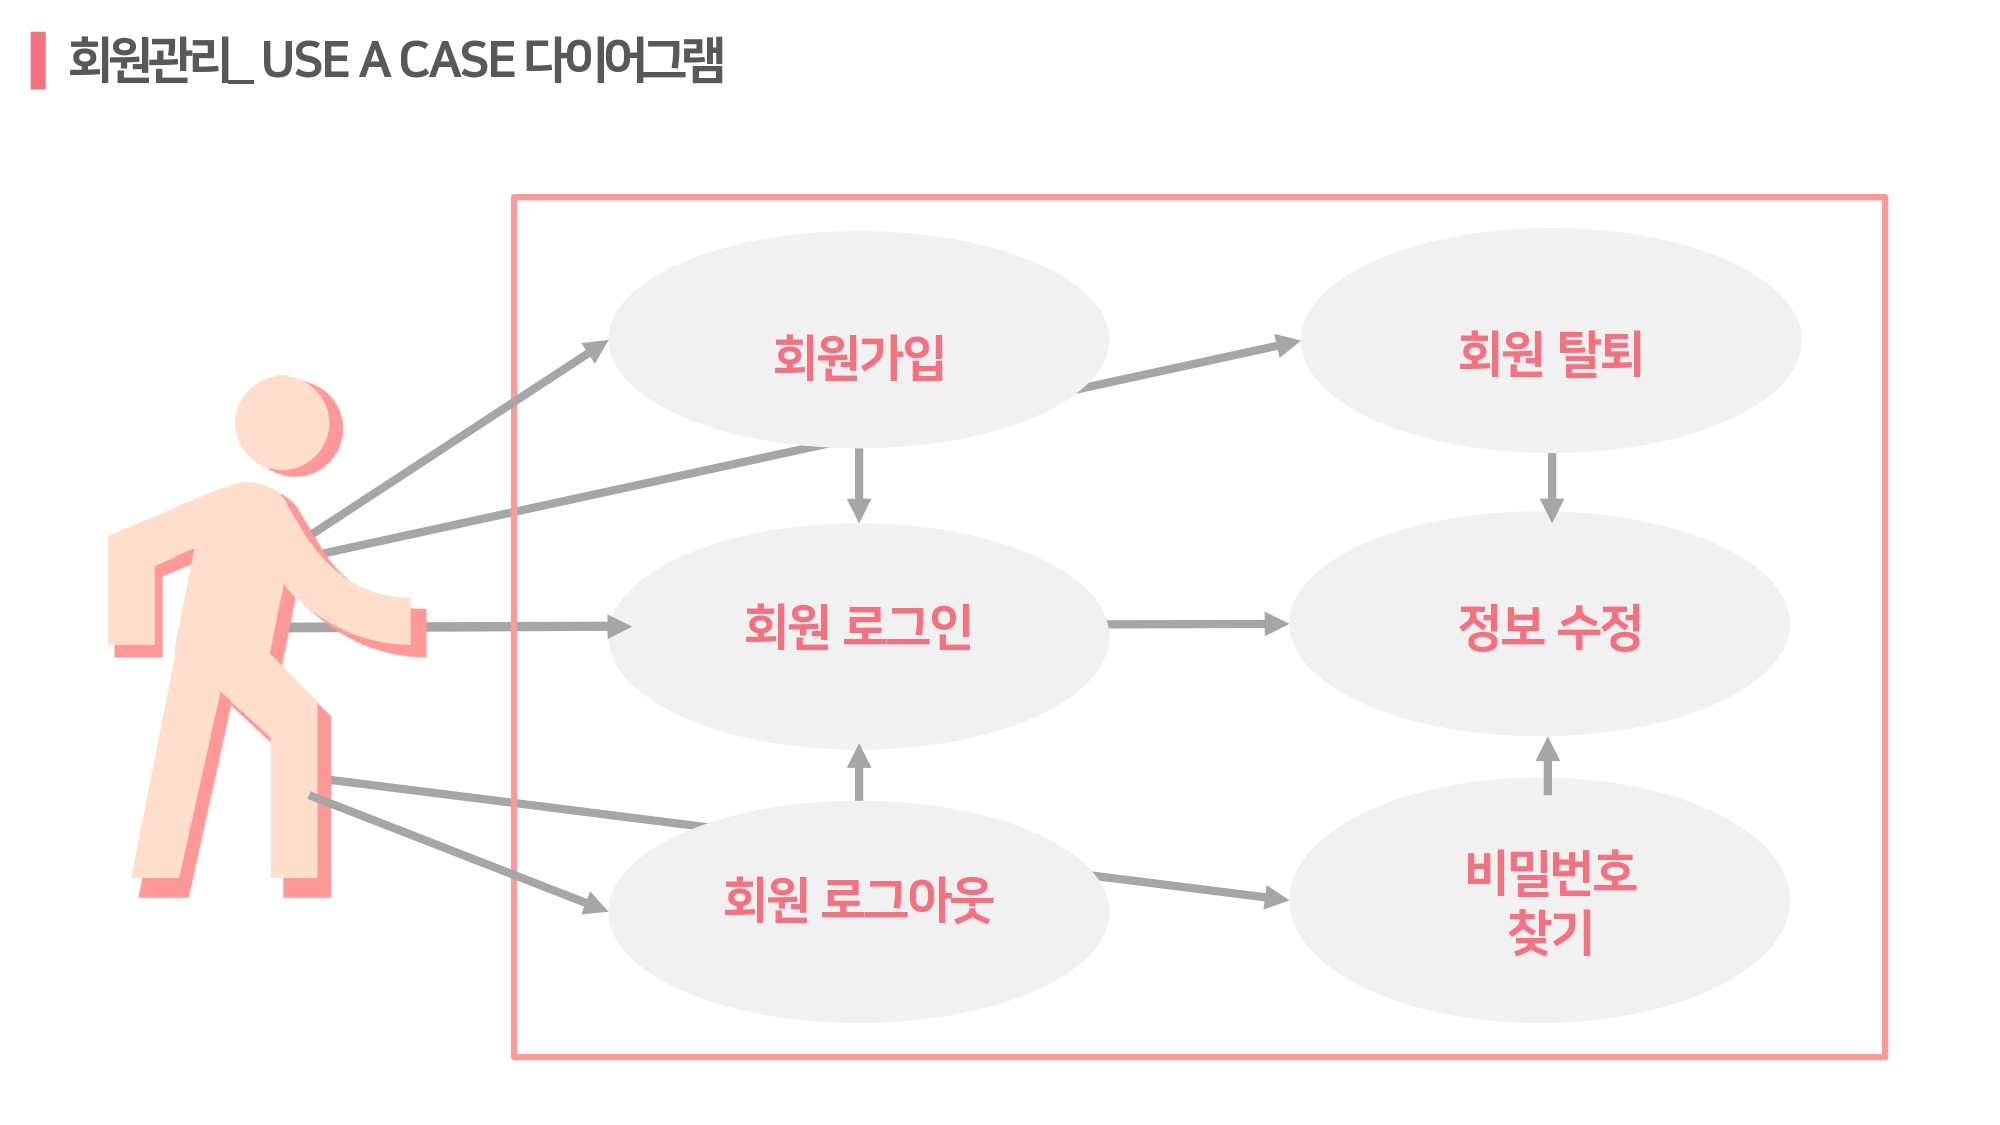 회원관리_ USE A CASE 다이어그램
회원가입
회원 탈퇴
회원 로그인
정보 수정
회원 로그아웃
비밀번호
찾기